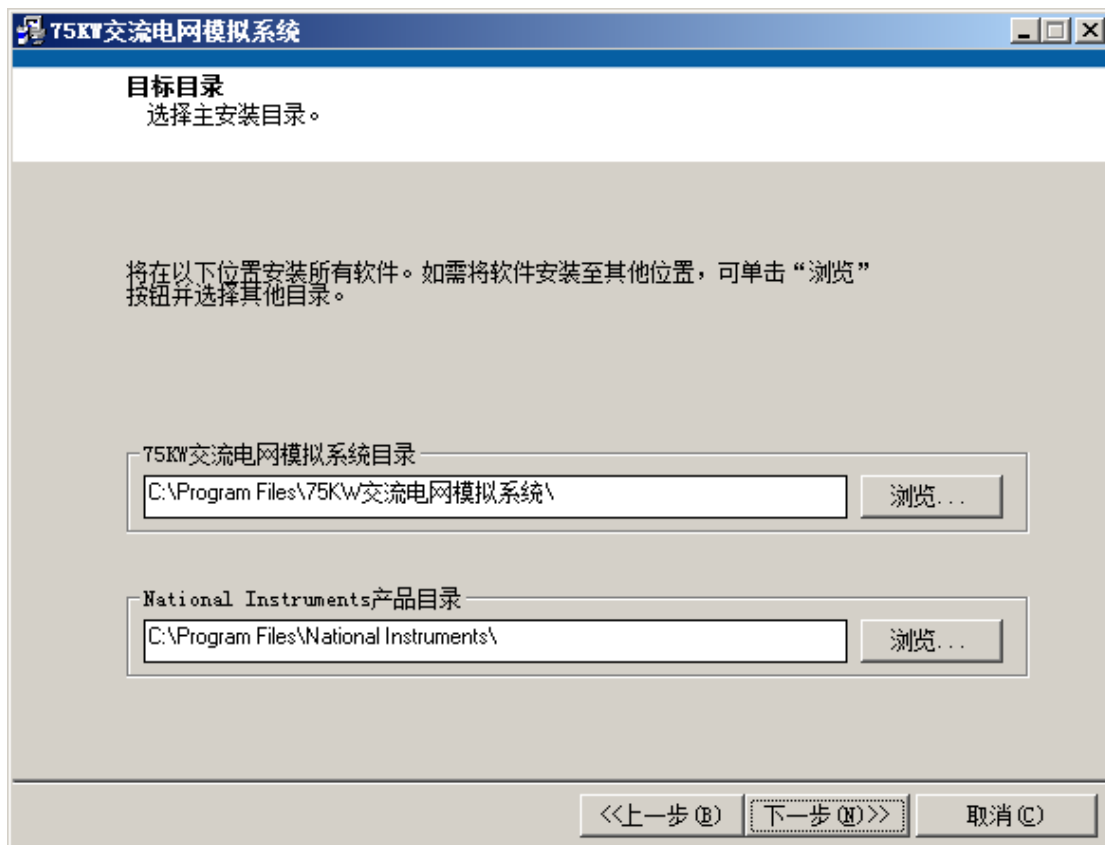 75KW交流电网模拟系统
目标目录
选择主安装目录。
将在以下位置安装所有软件。如需将软件安装至其他位置，可单击“浏览”
按钮并选择其他目录。
75KW交流电网模拟系统目录
C:\Program Files\75KW交流电网模拟系统\
浏览...
National Instruments产品目录
C:\Program Files\National Instruments\
浏览...
<<上一步(B)
下一步(N)>>
取消(C)